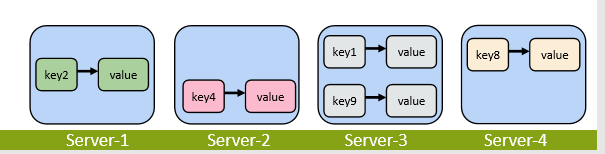 key2 value
key4 value
key1 value
key9 value
key8 value
Server-1 Server-2 Server-3 Server-4